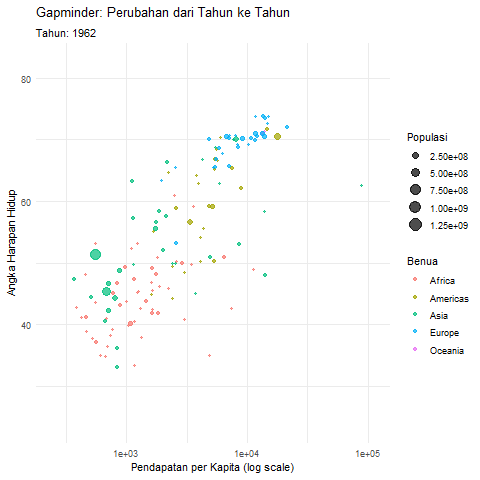 Gapminder: Perubahan dari Tahun ke Tahun
Tahun: 1962
Angka Harapan Hidup
80
60
40
1e+03
1e+04
1e+05
Pendapatan per Kapita (log scale)
Populasi
2.50e+08
5.00e+08
7.50e+08
1.00e+09
1.25e+09
Benua
Africa
Americas
Asia
Europe
Oceania